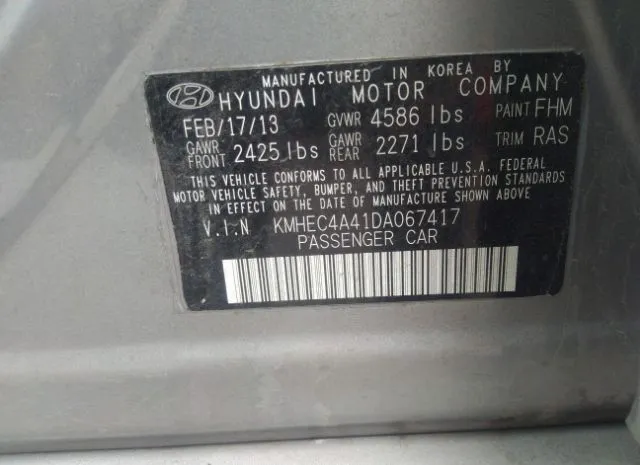 MANUFACTURED IN KOREA BY
HYUNDAI MOTOR COMPANY
FEB/17/13 GVWR 4586 lbs PAINT FHM
GAWR FRONT 2425 lbs GAWR REAR 2271 lbs TRIM RAS
THIS VEHICLE CONFORMS TO ALL APPLICABLE U.S.A. FEDERAL
MOTOR VEHICLE SAFETY, BUMPER, AND THEFT PREVENTION STANDARDS
IN EFFECT ON THE DATE OF MANUFACTURE SHOWN ABOVE
V.I.N KMHEC4A41DA067417
PASSENGER CAR